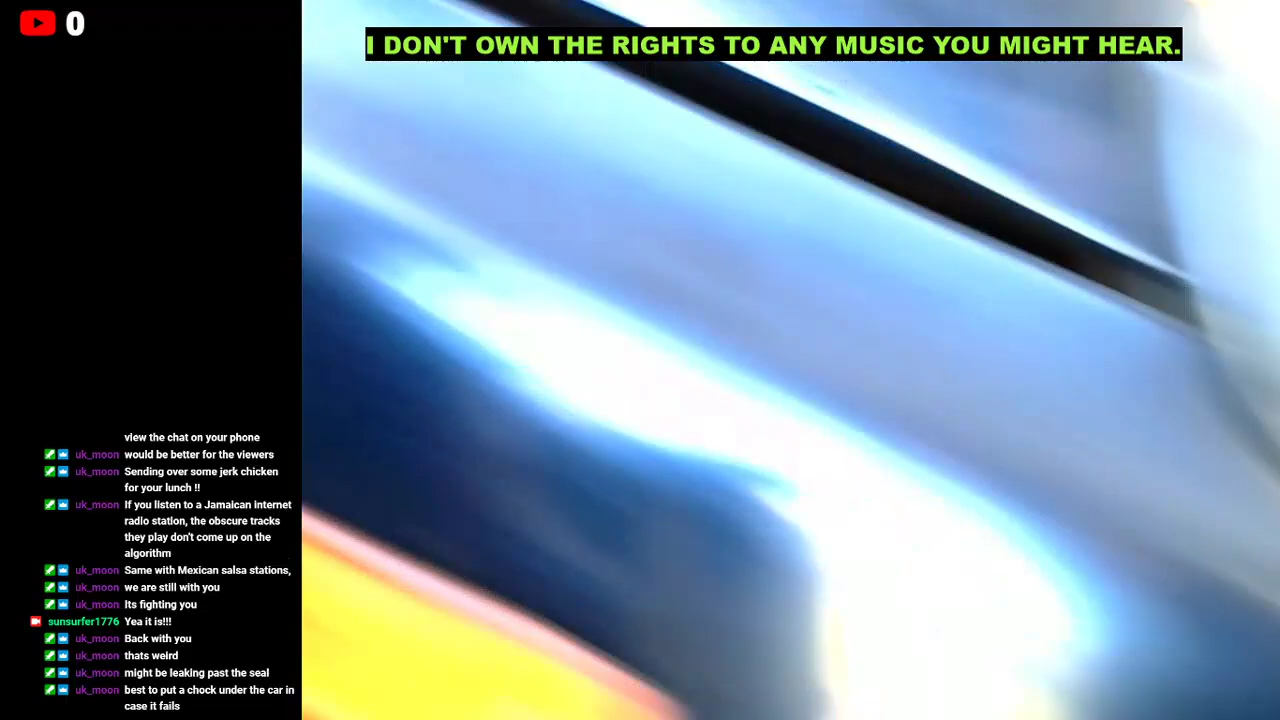 0
I DON'T OWN THE RIGHTS TO ANY MUSIC YOU MIGHT HEAR.
view the chat on your phone
uk_moon would be better for the viewers
uk_moon Sending over some jerk chicken
for your lunch !!
uk_moon If you listen to a Jamaican internet
radio station, the obscure tracks
they play don't come up on the
algorithm
uk_moon Same with Mexican salsa stations,
uk_moon we are still with you
uk_moon Its fighting you
sunsurfer1776 Yea it is!!!
uk_moon Back with you
uk_moon thats weird
uk_moon might be leaking past the seal
uk_moon best to put a chock under the car in
case it fails